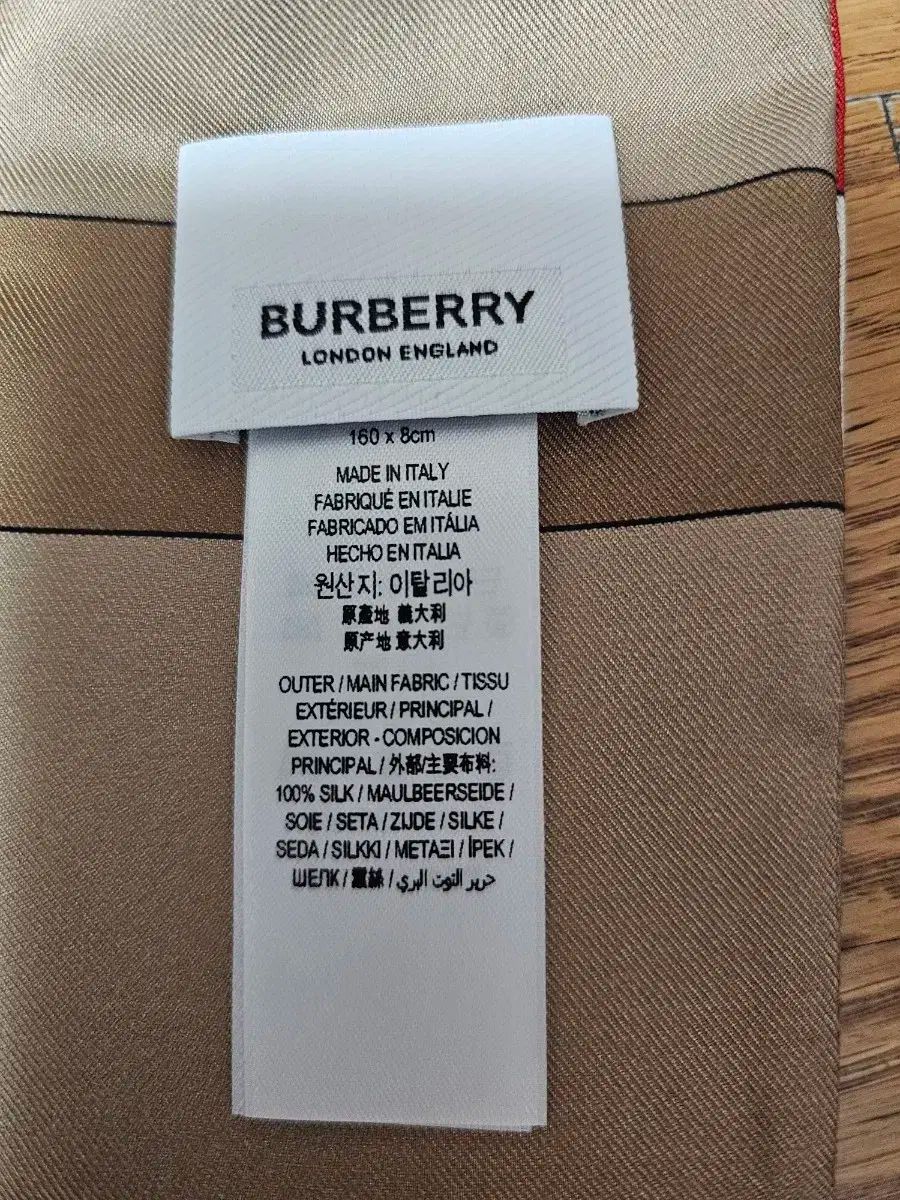 BURBERRY
LONDON ENGLAND
160 x 8cm
MADE IN ITALY
FABRIQUÉ EN ITALIE
FABRICADO EM ITÁLIA
HECHO EN ITALIA
원산지: 이탈리아
原產地 義大利
原产地 意大利
OUTER / MAIN FABRIC / TISSU
EXTÉRIEUR / PRINCIPAL /
EXTERIOR - COMPOSICION
PRINCIPAL / 外部/主要布料:
100% SILK / MAULBEERSEIDE /
SOIE / SETA / ZIJDE / SILKE /
SEDA / SILKKI / ΜΕΤΑΞΙ / İPEK /
ШЕЛК / 蠶絲 / حرير التوت البري